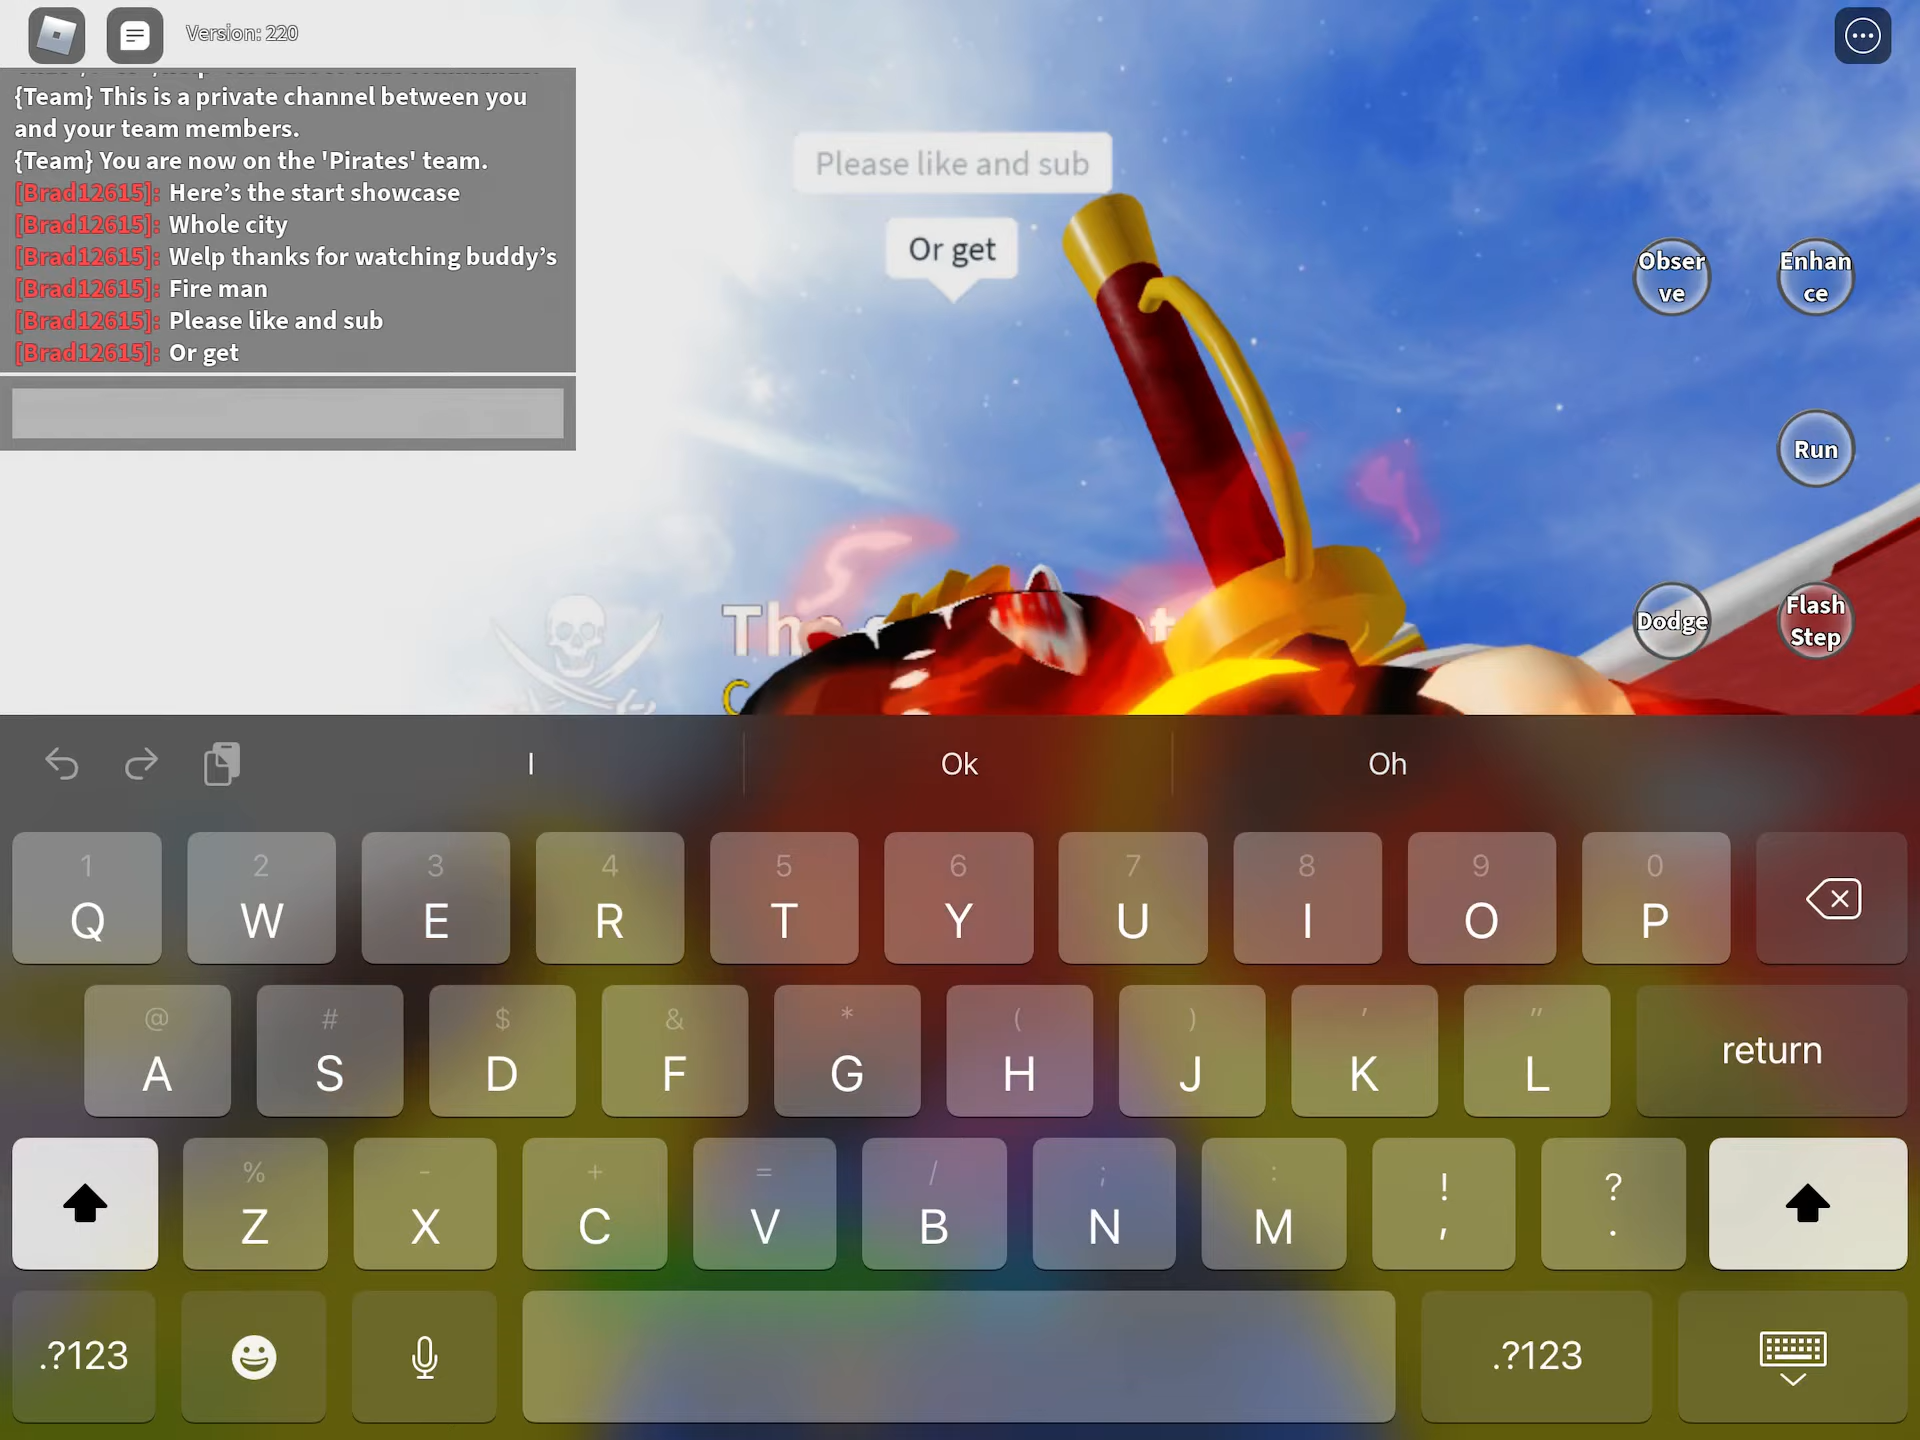 Version: 220
{Team} This is a private channel between you
and your team members.
{Team} You are now on the 'Pirates' team.
[Brad12615]: Here’s the start showcase
[Brad12615]: Whole city
[Brad12615]: Welp thanks for watching buddy’s
[Brad12615]: Fire man
[Brad12615]: Please like and sub
[Brad12615]: Or get
Please like and sub
Or get
Obser
ve
Enhan
ce
Run
Dodge
Flash
Step
I
Ok
Oh
1 2 3 4 5 6 7 8 9 0
Q W E R T Y U I O P
@ # $ & * ( ) ' "
A S D F G H J K L return
% - + = / ; : ! ?
Z X C V B N M , .
.?123
.?123